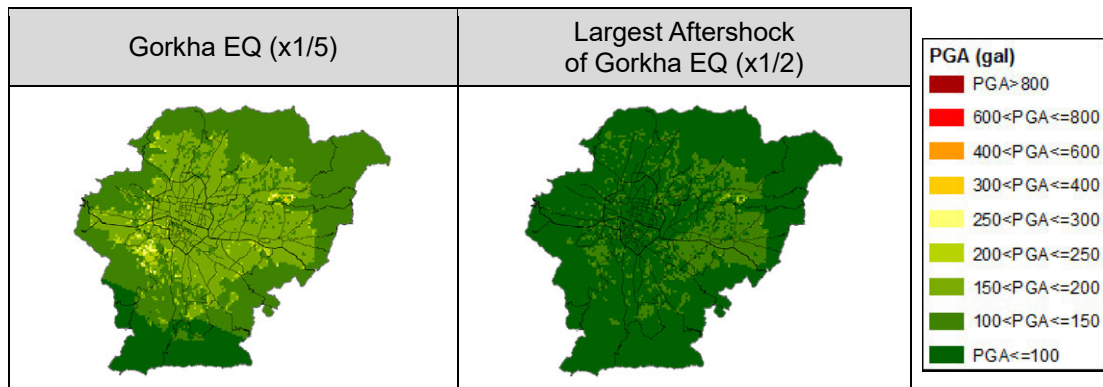 Gorkha EQ (x1/5)
Largest Aftershock
of Gorkha EQ (x1/2)
PGA (gal)
PGA>800
600<PGA<=800
400<PGA<=600
300<PGA<=400
250<PGA<=300
200<PGA<=250
150<PGA<=200
100<PGA<=150
PGA<=100